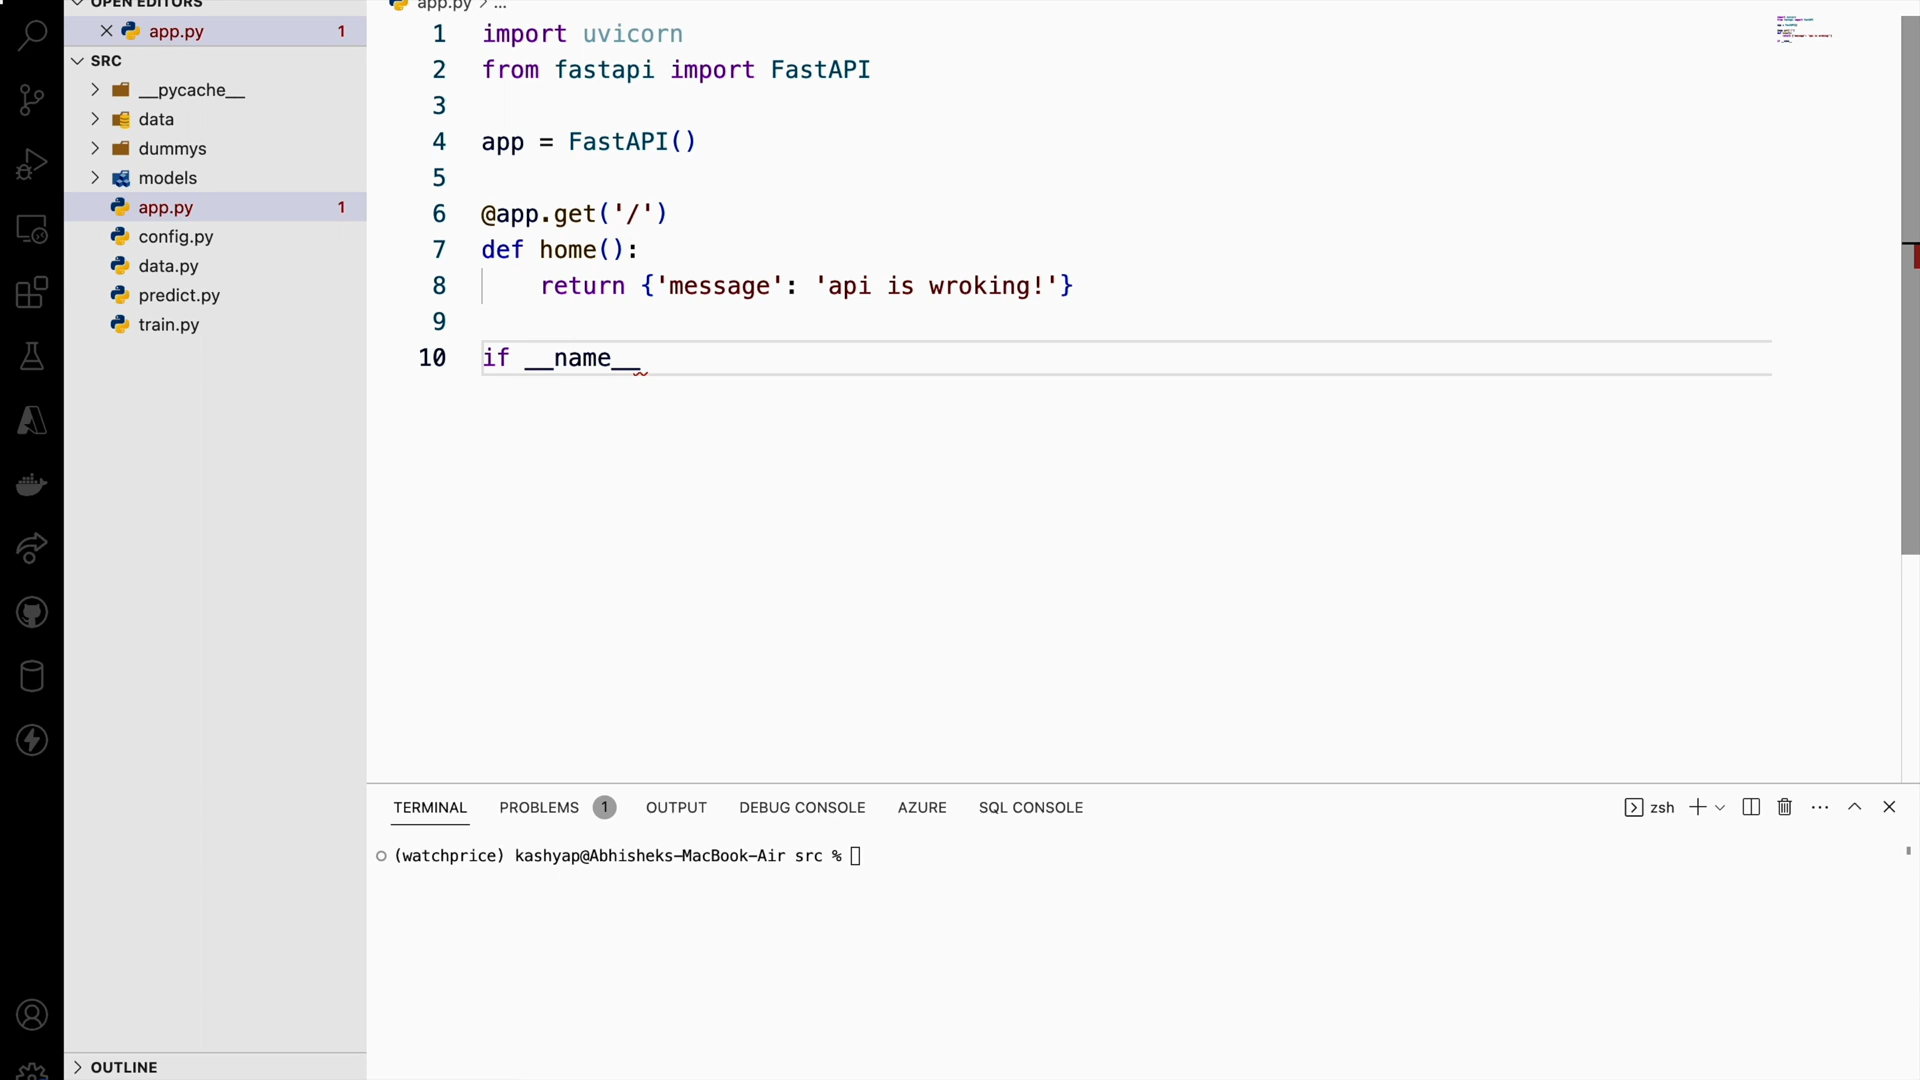 OPEN EDITORS
app.py 1
SRC
__pycache__
data
dummys
models
app.py 1
config.py
data.py
predict.py
train.py
OUTLINE
app.py > ...
1 import uvicorn
2 from fastapi import FastAPI
3
4 app = FastAPI()
5
6 @app.get('/')
7 def home():
8 return {'message': 'api is wroking!'}
9
10 if __name__
TERMINAL PROBLEMS 1 OUTPUT DEBUG CONSOLE AZURE SQL CONSOLE zsh
(watchprice) kashyap@Abhisheks-MacBook-Air src %